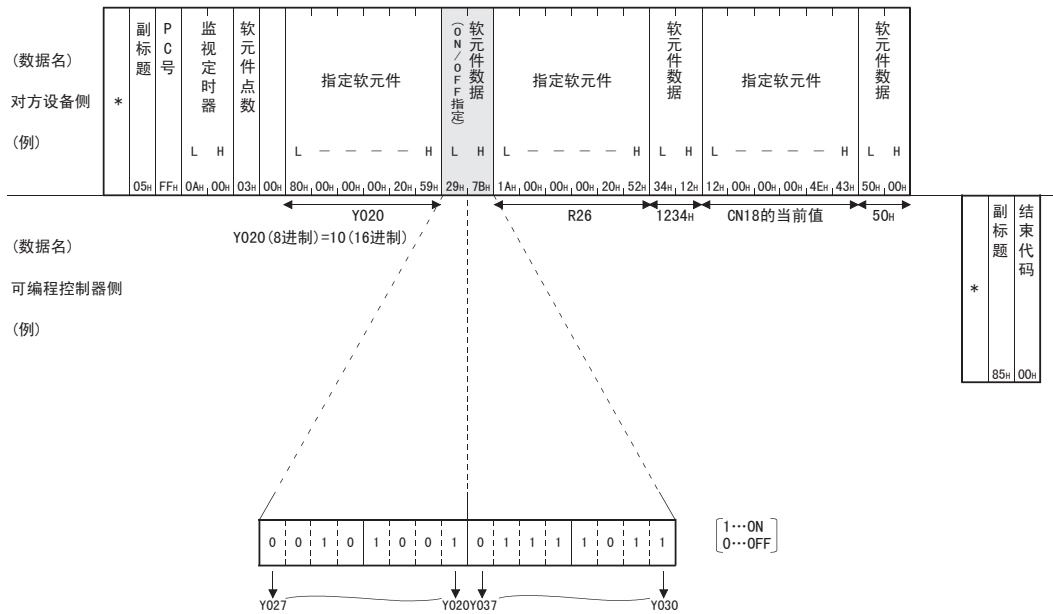 (数据名)
对方设备侧
(例)
*
副标题
PC号
监视定时器
软元件点数
指定软元件
软元件数据
(ON/OFF指定)
指定软元件
软元件数据
指定软元件
软元件数据
L H L — — — — H L H L — — — — H L H L — — — — H L H
05H FFH 0AH 00H 03H 00H 80H 00H 00H 00H 20H 59H 29H 7BH 1AH 00H 00H 00H 20H 52H 34H 12H 12H 00H 00H 00H 4EH 43H 50H 00H
Y020 R26 1234H CN18的当前值 50H
Y020(8进制)=10(16进制)
(数据名)
可编程控制器侧
(例)
*
副标题
结束代码
85H 00H
0 0 1 0 1 0 0 1 0 1 1 1 1 0 1 1
1…ON
0…OFF
Y027 Y020 Y037 Y030